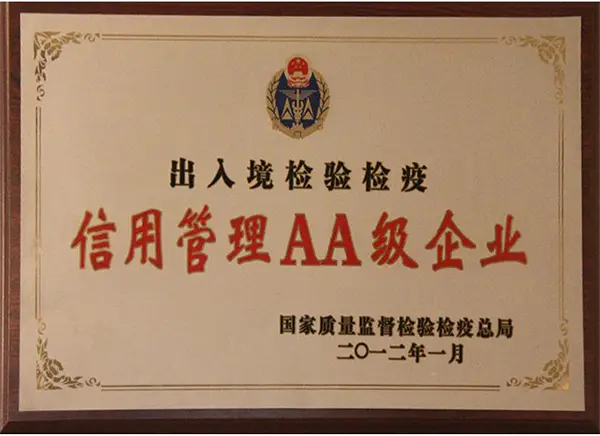 出入境检验检疫
信用管理AA级企业
国家质量监督检验检疫总局
二〇一二年一月